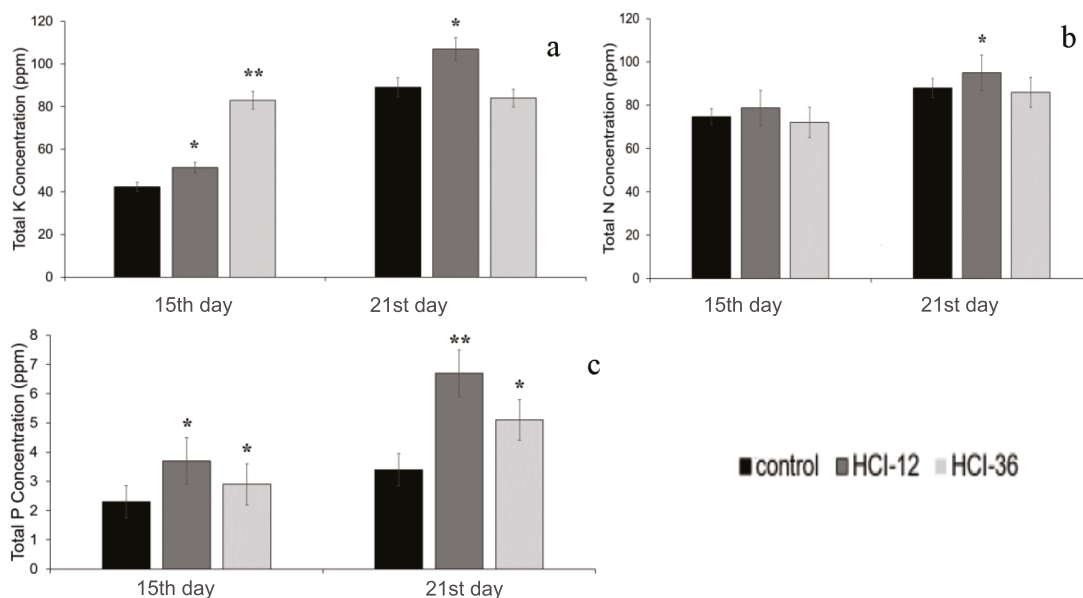 a
Total K Concentration (ppm)
120
100
80
60
40
20
0
*
**
*
15th day
21st day
b
Total N Concentration (ppm)
120
100
80
60
40
20
0
*
15th day
21st day
c
Total P Concentration (ppm)
8
7
6
5
4
3
2
1
0
*
*
**
*
15th day
21st day
control
HCI-12
HCI-36